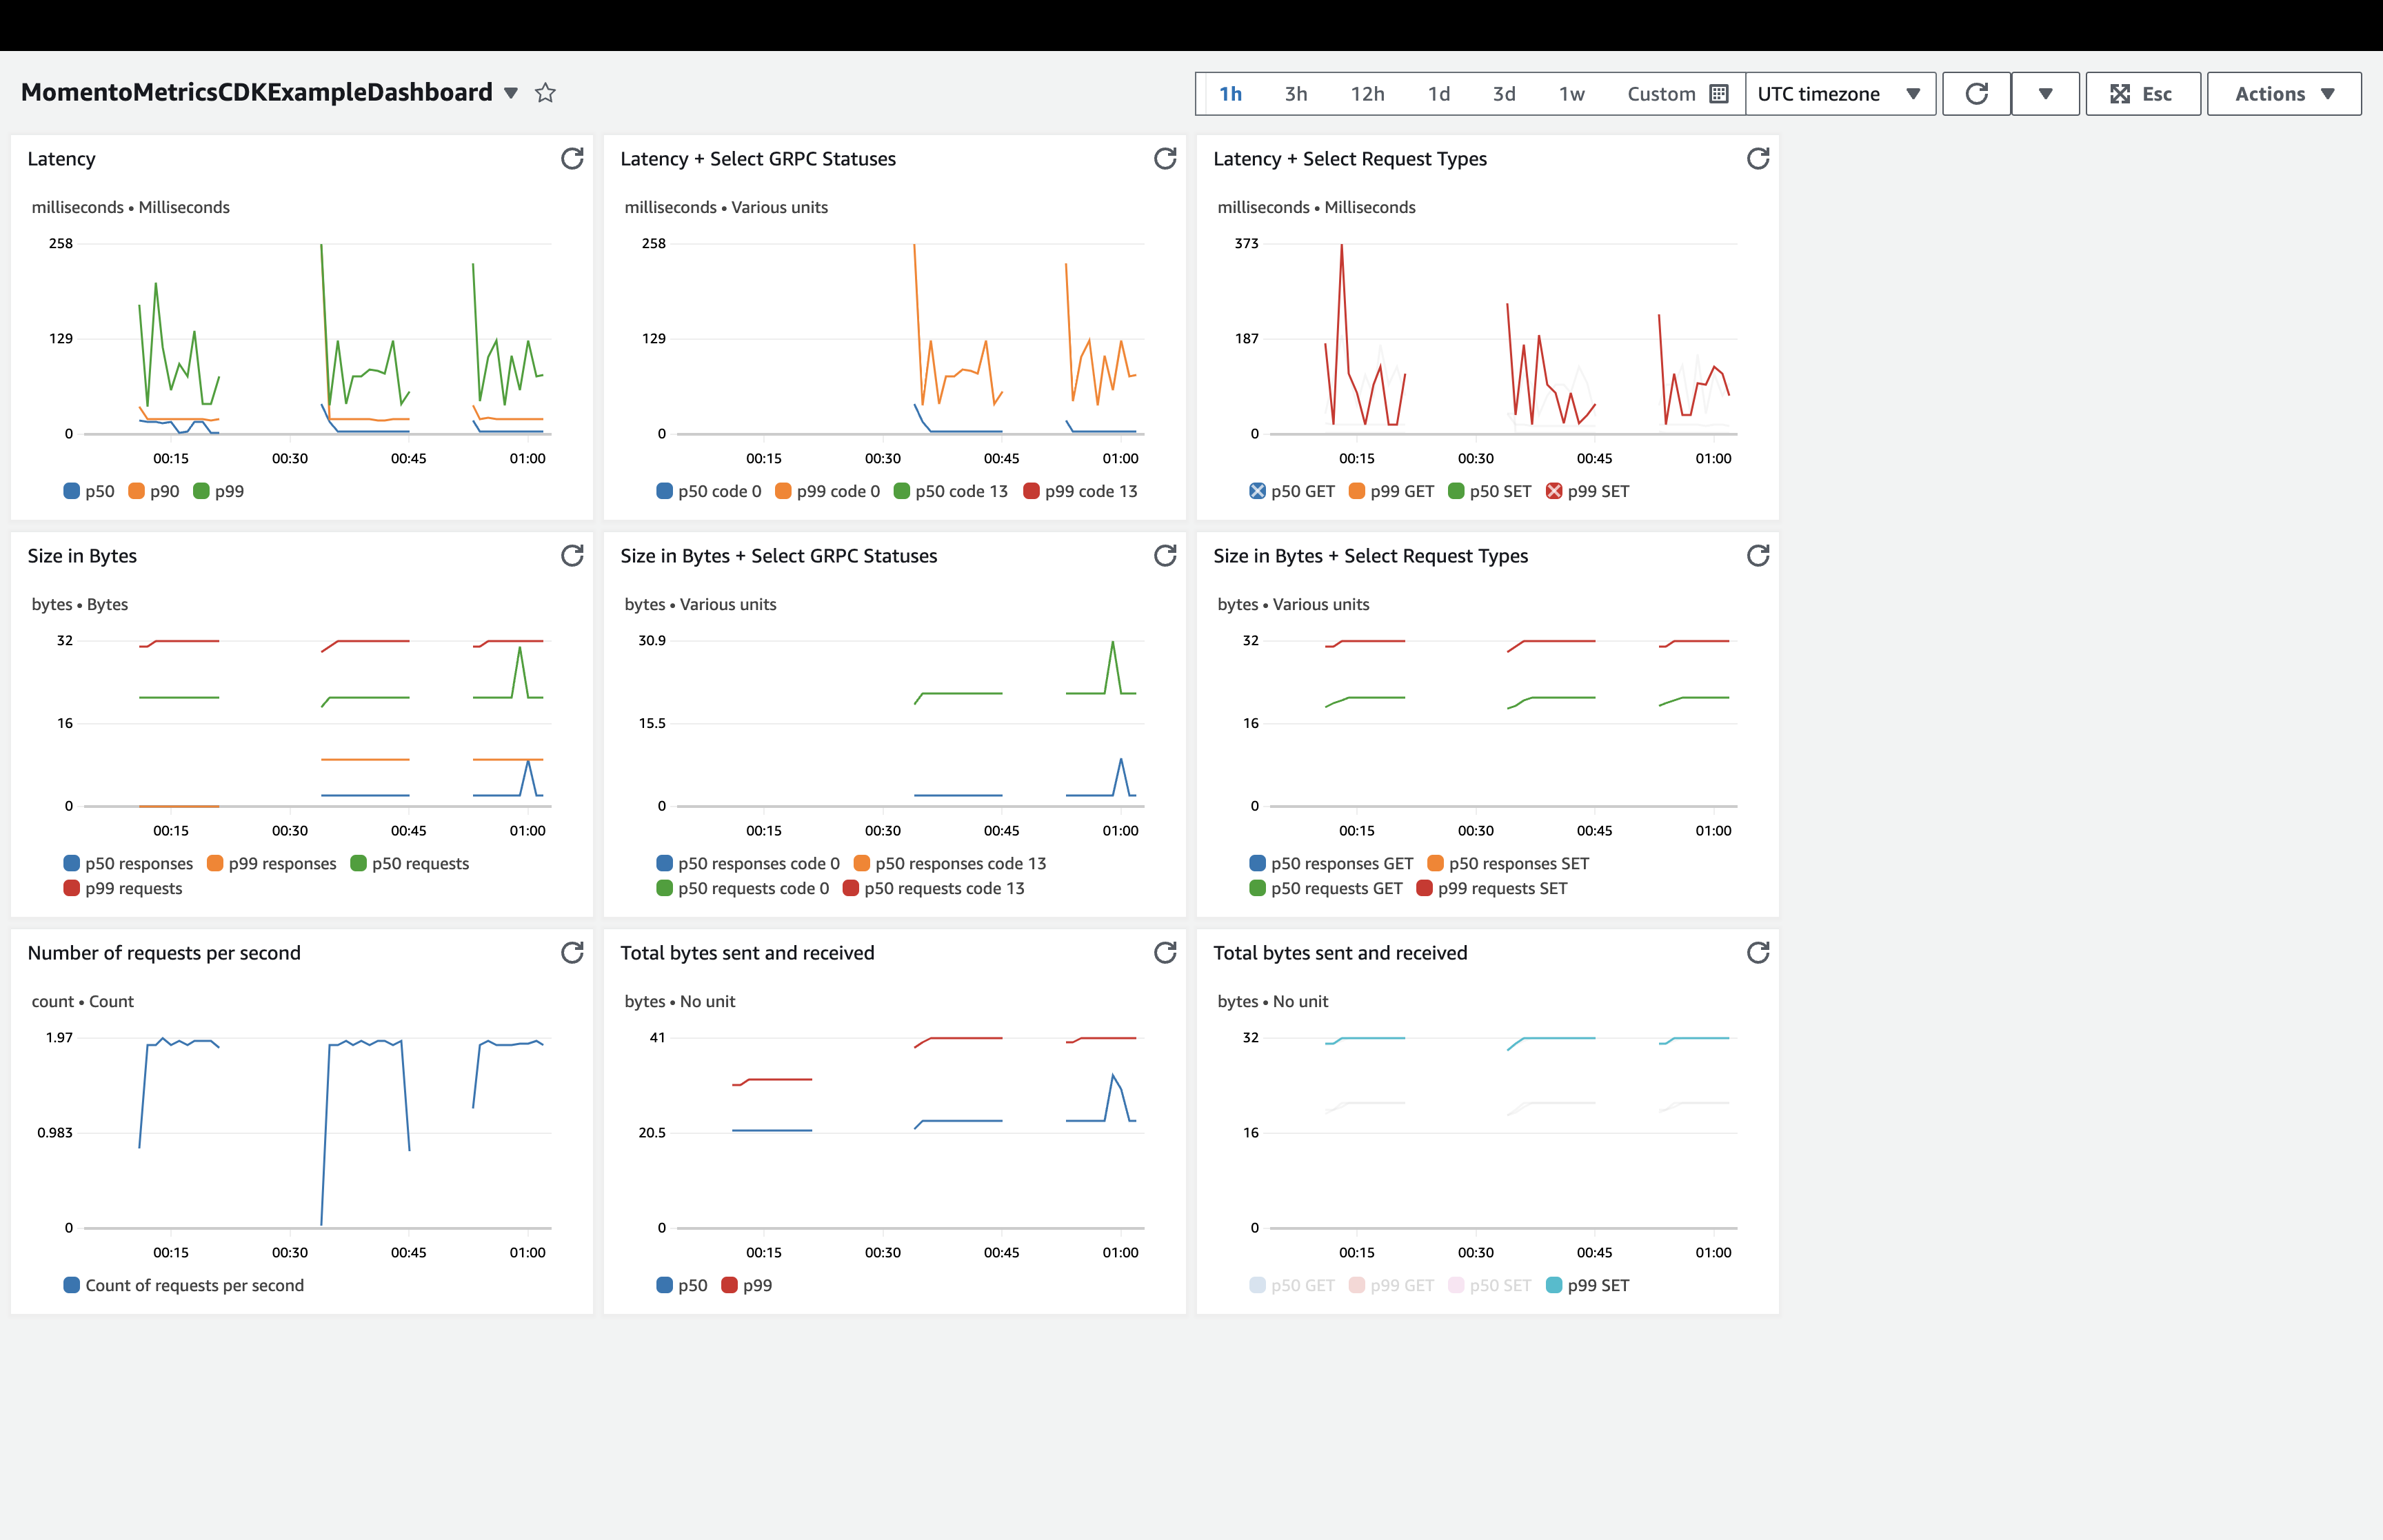 MomentoMetricsCDKExampleDashboard
1h 3h 12h 1d 3d 1w Custom UTC timezone Esc Actions
Latency
milliseconds • Milliseconds
258
129
0
00:15 00:30 00:45 01:00
p50 p90 p99
Latency + Select GRPC Statuses
milliseconds • Various units
258
129
0
00:15 00:30 00:45 01:00
p50 code 0 p99 code 0 p50 code 13 p99 code 13
Latency + Select Request Types
milliseconds • Milliseconds
373
187
0
00:15 00:30 00:45 01:00
p50 GET p99 GET p50 SET p99 SET
Size in Bytes
bytes • Bytes
32
16
0
00:15 00:30 00:45 01:00
p50 responses p99 responses p50 requests
p99 requests
Size in Bytes + Select GRPC Statuses
bytes • Various units
30.9
15.5
0
00:15 00:30 00:45 01:00
p50 responses code 0 p50 responses code 13
p50 requests code 0 p50 requests code 13
Size in Bytes + Select Request Types
bytes • Various units
32
16
0
00:15 00:30 00:45 01:00
p50 responses GET p50 responses SET
p50 requests GET p99 requests SET
Number of requests per second
count • Count
1.97
0.983
0
00:15 00:30 00:45 01:00
Count of requests per second
Total bytes sent and received
bytes • No unit
41
20.5
0
00:15 00:30 00:45 01:00
p50 p99
Total bytes sent and received
bytes • No unit
32
16
0
00:15 00:30 00:45 01:00
p50 GET p99 GET p50 SET p99 SET